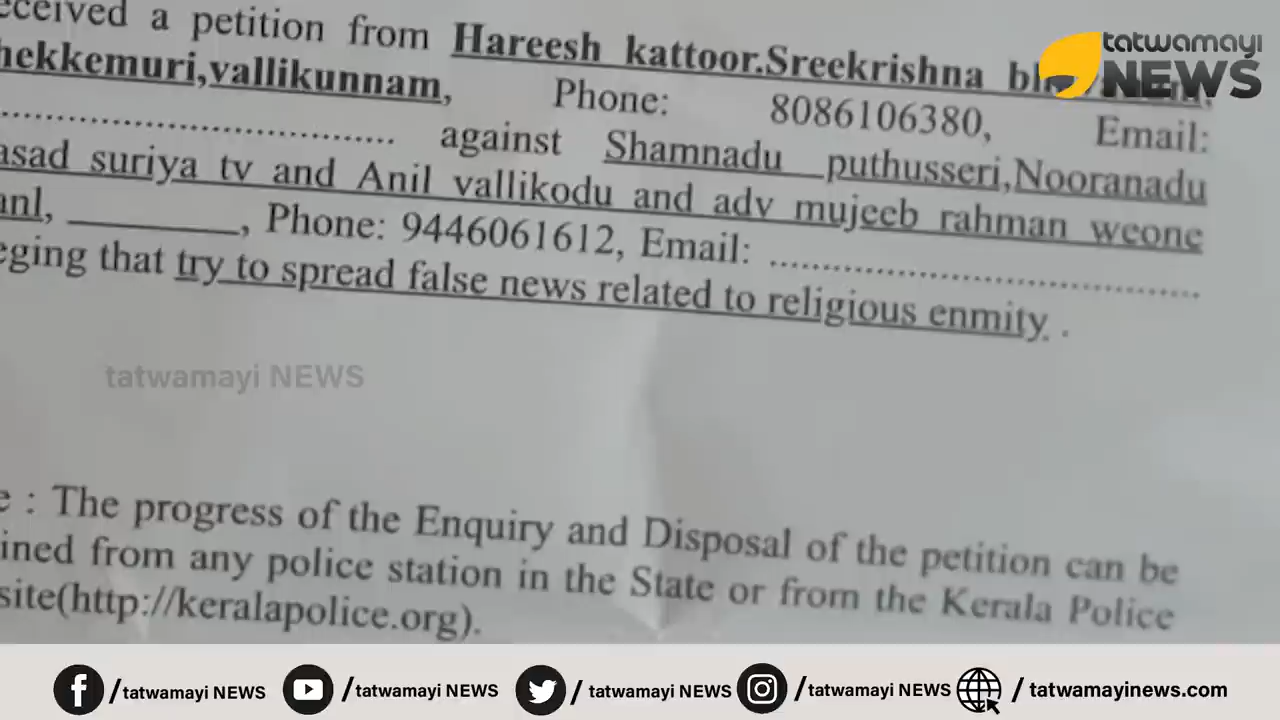 eceived a petition from Hareesh kattoor.Sreekrishna
hekkemuri,vallikunnam, Phone: 8086106380, Email:
................................... against Shamnadu puthusseri,Nooranadu
asad suriya tv and Anil vallikodu and adv mujeeb rahman weone
anl, __________, Phone: 9446061612, Email: ........................................
eging that try to spread false news related to religious enmity. .
e : The progress of the Enquiry and Disposal of the petition can be
ined from any police station in the State or from the Kerala Police
site(http://keralapolice.org).
tatwamayi
NEWS
tatwamayi NEWS
/tatwamayi NEWS /tatwamayi NEWS / tatwamayi NEWS /tatwamayi NEWS / tatwamayinews.com